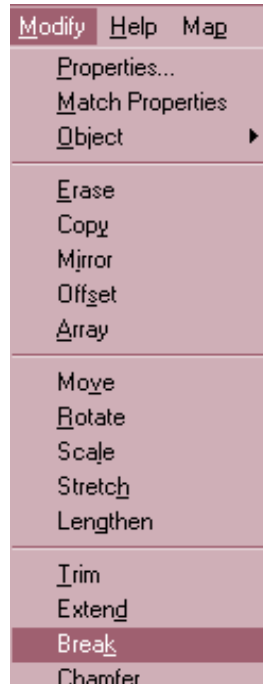 Modify Help Map
Properties...
Match Properties
Object
Erase
Copy
Mirror
Offset
Array
Move
Rotate
Scale
Stretch
Lengthen
Trim
Extend
Break
Chamfer